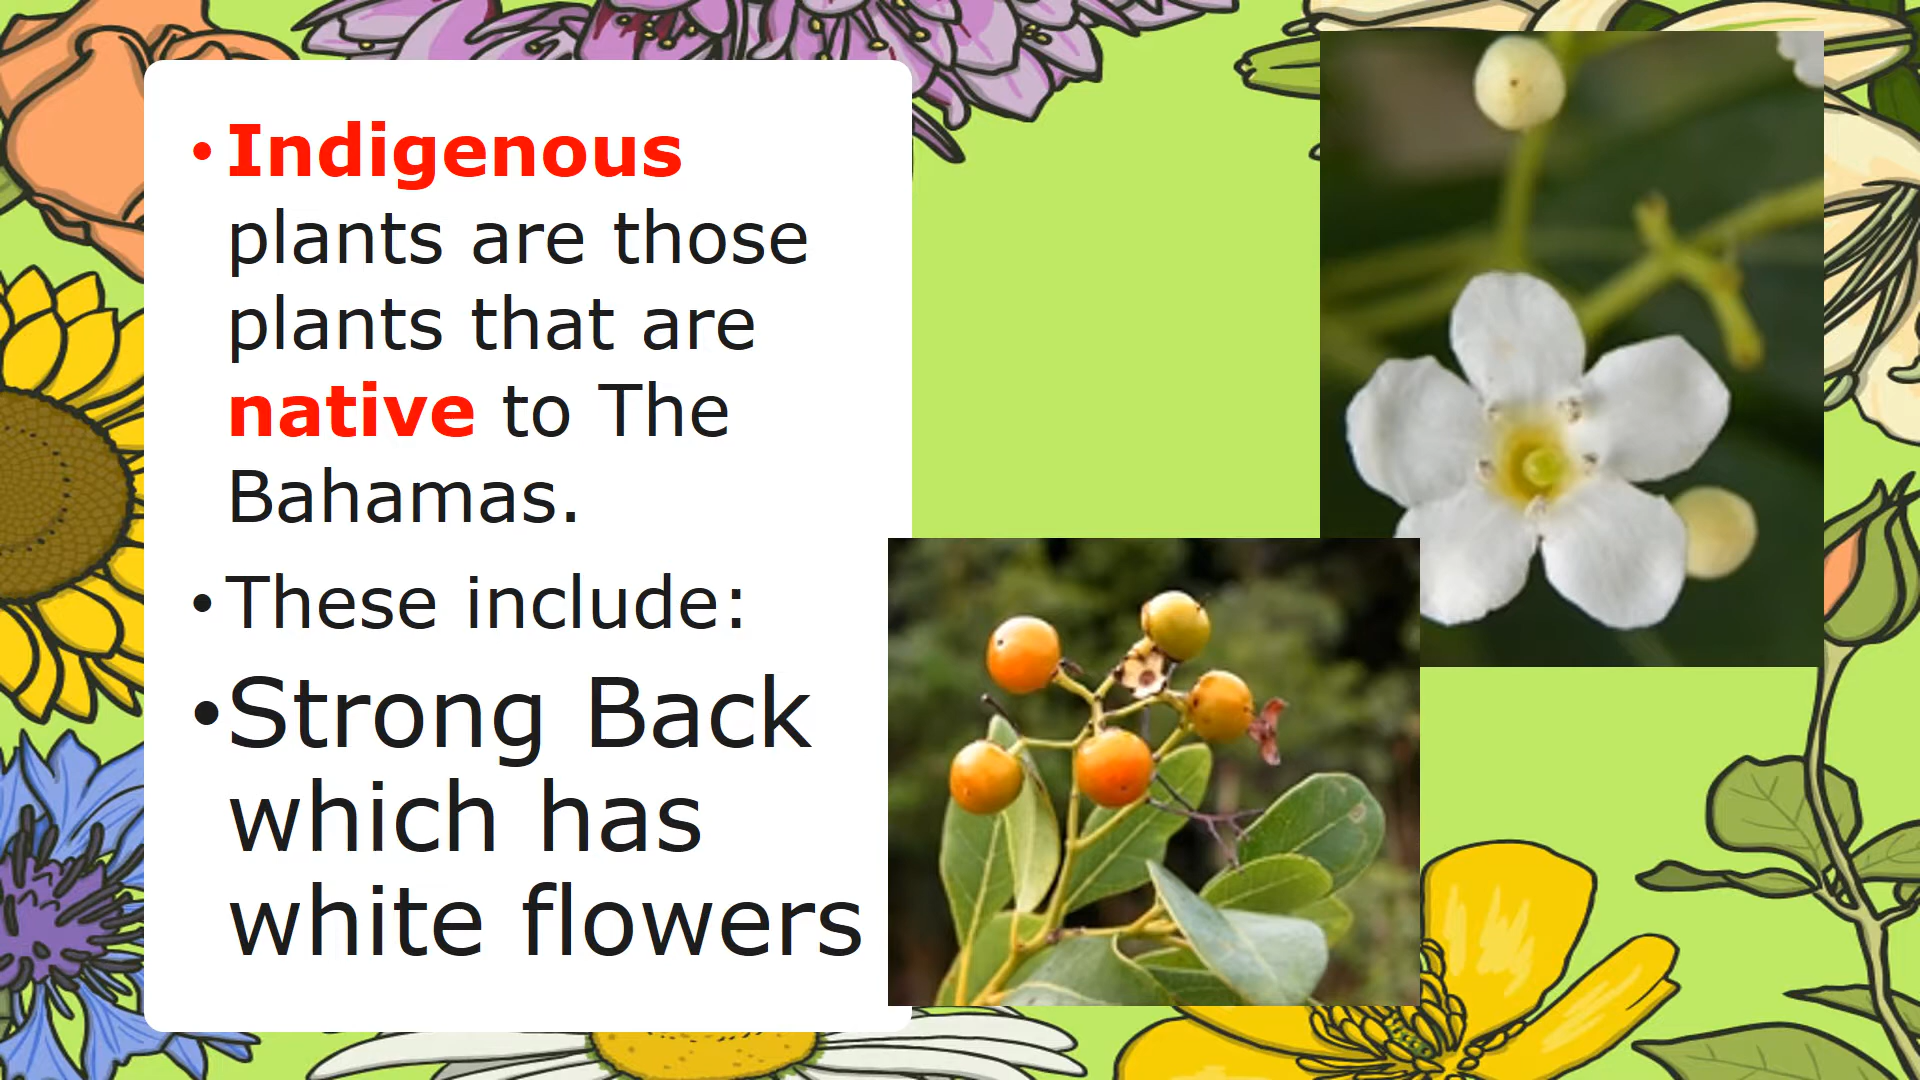 • Indigenous
plants are those
plants that are
native to The
Bahamas.
• These include:
• Strong Back
which has
white flowers